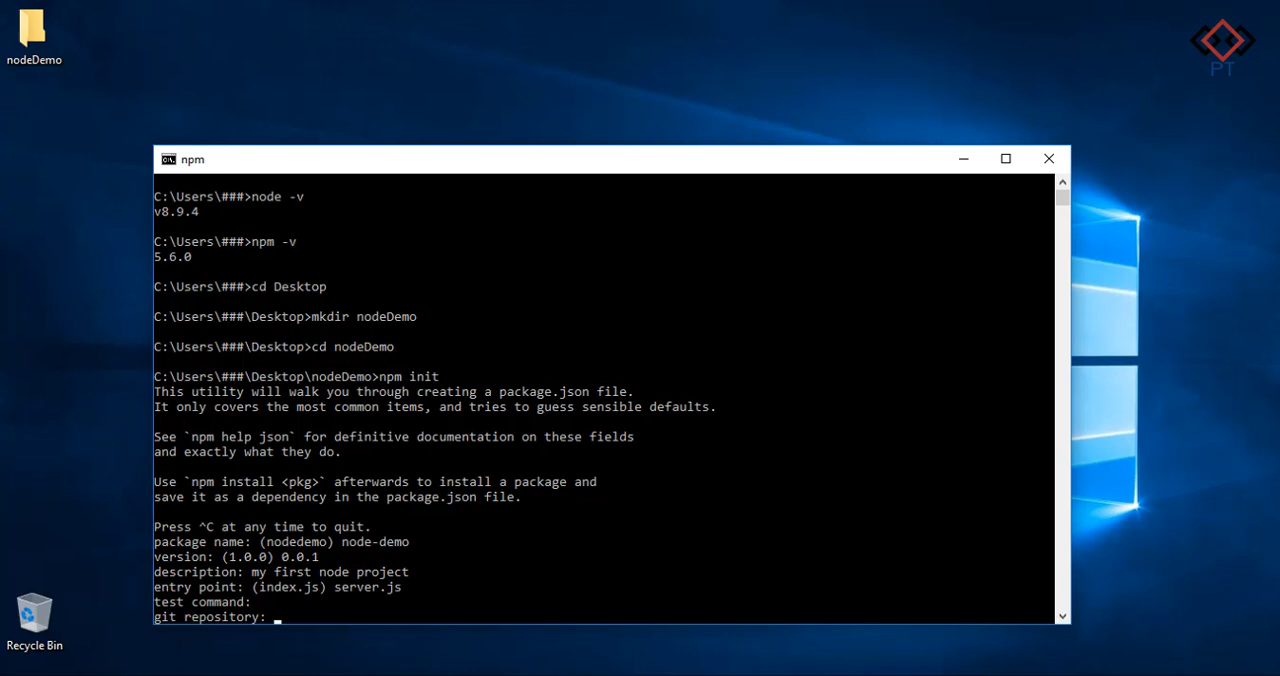 nodeDemo
PT
npm
C:\Users\###>node -v
v8.9.4
C:\Users\###>npm -v
5.6.0
C:\Users\###>cd Desktop
C:\Users\###\Desktop>mkdir nodeDemo
C:\Users\###\Desktop>cd nodeDemo
C:\Users\###\Desktop\nodeDemo>npm init
This utility will walk you through creating a package.json file.
It only covers the most common items, and tries to guess sensible defaults.
See `npm help json` for definitive documentation on these fields
and exactly what they do.
Use `npm install <pkg>` afterwards to install a package and
save it as a dependency in the package.json file.
Press ^C at any time to quit.
package name: (nodedemo) node-demo
version: (1.0.0) 0.0.1
description: my first node project
entry point: (index.js) server.js
test command:
git repository:
Recycle Bin